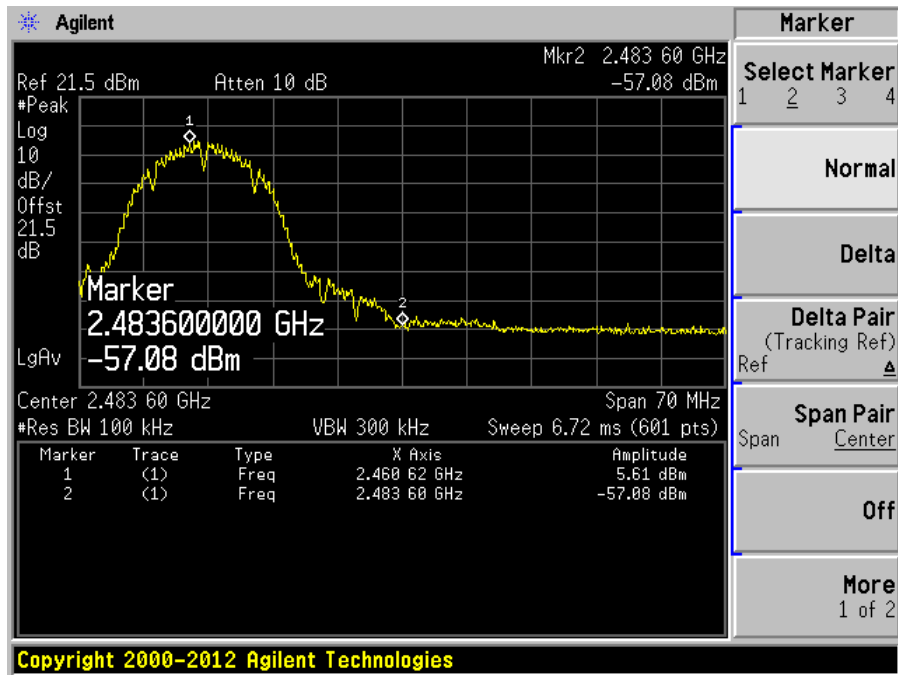 Agilent
Marker
Mkr2 2.483 60 GHz
Ref 21.5 dBm Atten 10 dB -57.08 dBm
#Peak
Log
10
dB/
Offst
21.5
dB
LgAv
1
2
Marker
2.483600000 GHz
-57.08 dBm
Center 2.483 60 GHz Span 70 MHz
#Res BW 100 kHz VBW 300 kHz Sweep 6.72 ms (601 pts)
Marker Trace Type X Axis Amplitude
1 (1) Freq 2.460 62 GHz 5.61 dBm
2 (1) Freq 2.483 60 GHz -57.08 dBm
Select Marker
1 2 3 4
Normal
Delta
Delta Pair
(Tracking Ref)
Ref Δ
Span Pair
Span Center
Off
More
1 of 2
Copyright 2000-2012 Agilent Technologies